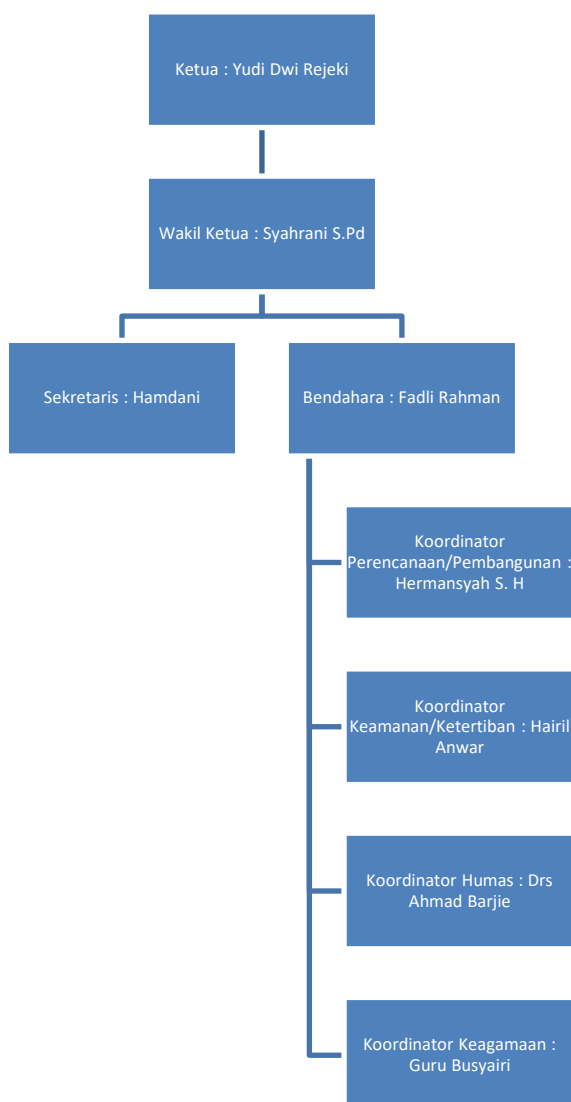 Ketua : Yudi Dwi Rejeki
Wakil Ketua : Syahrani S.Pd
Sekretaris : Hamdani
Bendahara : Fadli Rahman
Koordinator
Perencanaan/Pembangunan :
Hermansyah S. H
Koordinator
Keamanan/Ketertiban : Hairil
Anwar
Koordinator Humas : Drs
Ahmad Barjie
Koordinator Keagamaan :
Guru Busyairi